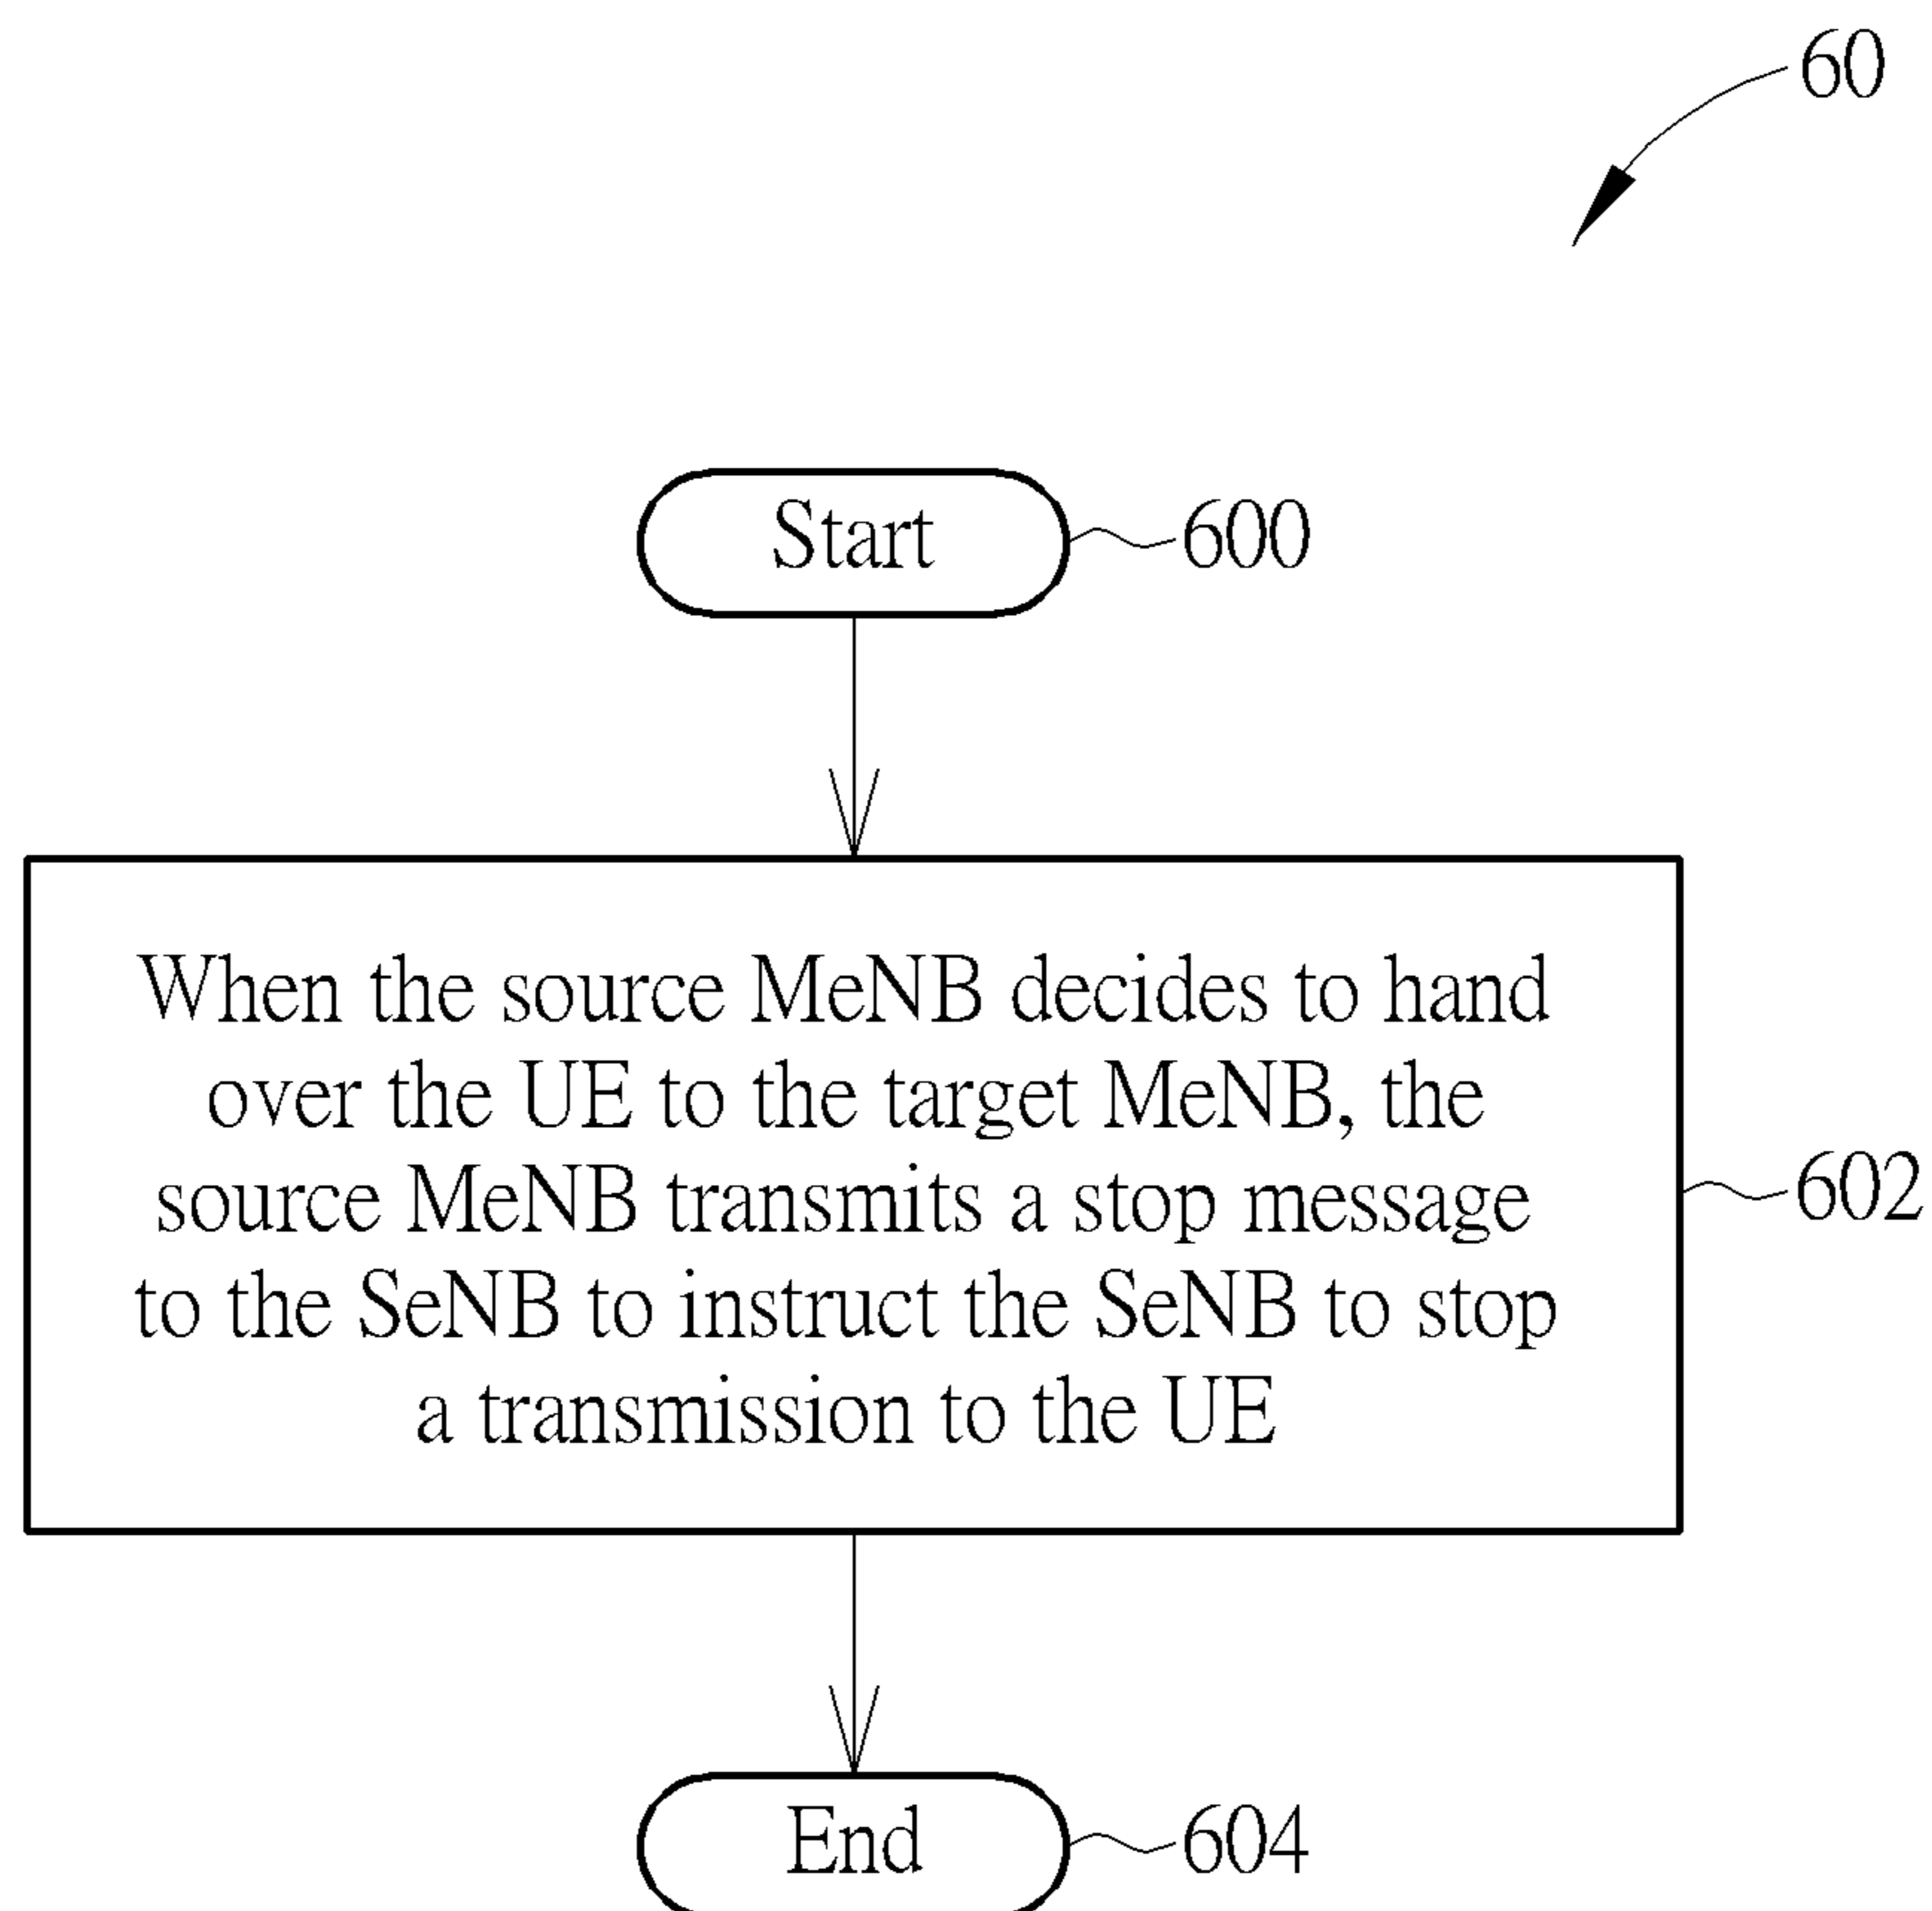 60
Start
600
When the source MeNB decides to hand
over the UE to the target MeNB, the
source MeNB transmits a stop message
to the SeNB to instruct the SeNB to stop
a transmission to the UE
602
End
604